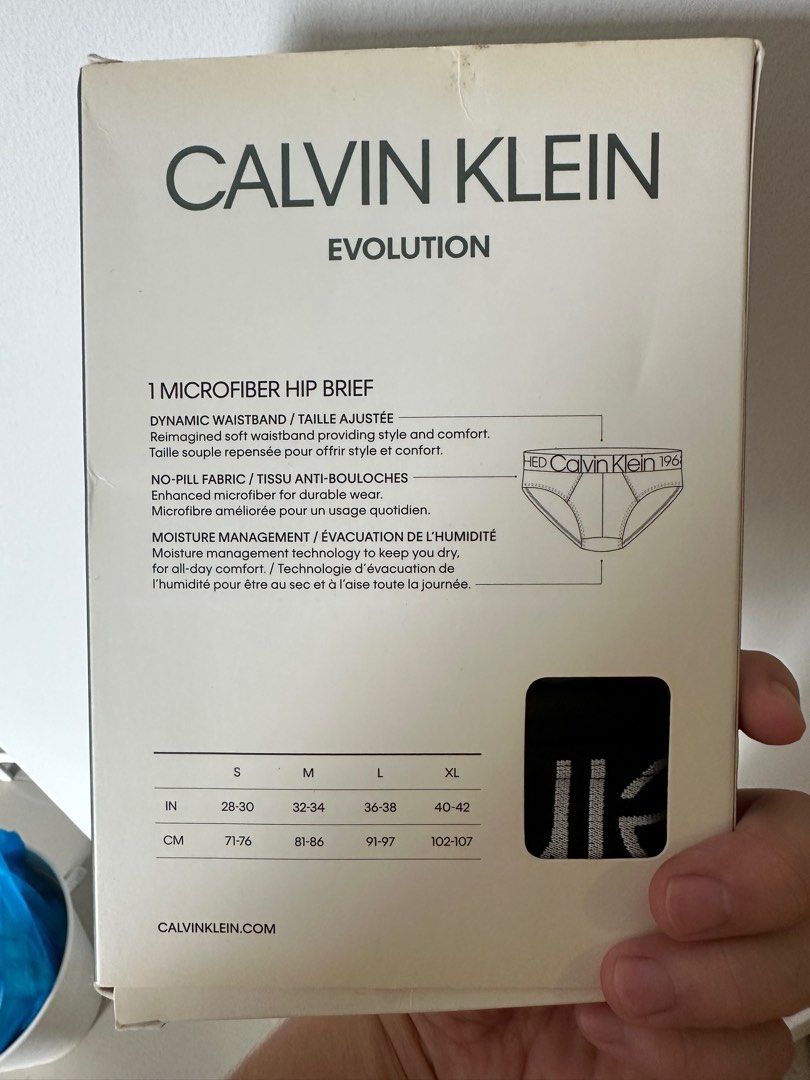 CALVIN KLEIN
EVOLUTION
1 MICROFIBER HIP BRIEF
DYNAMIC WAISTBAND / TAILLE AJUSTÉE
Reimagined soft waistband providing style and comfort.
Taille souple repensée pour offrir style et confort.
NO-PILL FABRIC / TISSU ANTI-BOULOCHES
Enhanced microfiber for durable wear.
Microfibre améliorée pour un usage quotidien.
MOISTURE MANAGEMENT / ÉVACUATION DE L'HUMIDITÉ
Moisture management technology to keep you dry,
for all-day comfort. / Technologie d'évacuation de
l'humidité pour être au sec et à l'aise toute la journée.
HED Calvin Klein 196
S M L XL
IN 28-30 32-34 36-38 40-42
CM 71-76 81-86 91-97 102-107
CALVINKLEIN.COM